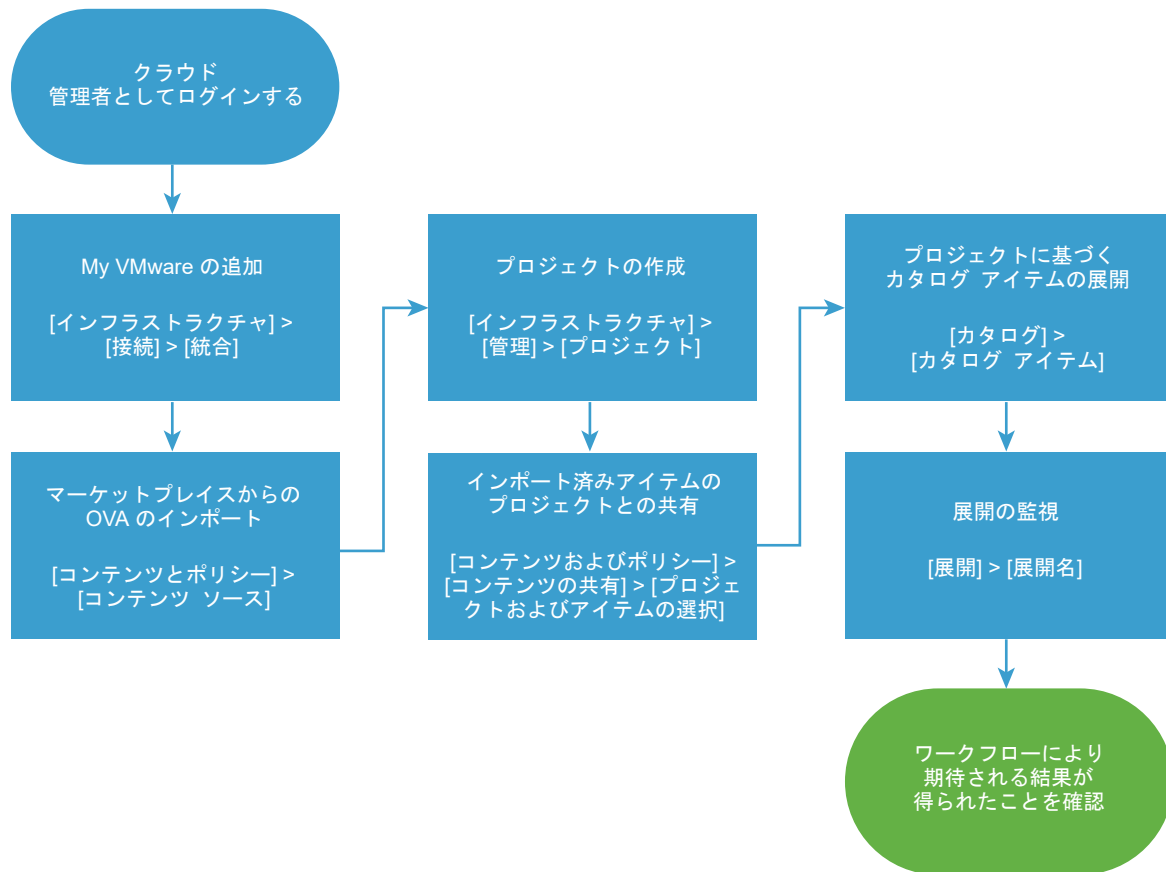 クラウド
管理者としてログインする
My VMware の追加
[インフラストラクチャ] >
[接続] > [統合]
マーケットプレイスからの
OVA のインポート
[コンテンツとポリシー] >
[コンテンツ ソース]
プロジェクトの作成
[インフラストラクチャ] >
[管理] > [プロジェクト]
インポート済みアイテムの
プロジェクトとの共有
[コンテンツおよびポリシー] >
[コンテンツの共有] > [プロジェ
クトおよびアイテムの選択]
プロジェクトに基づく
カタログ アイテムの展開
[カタログ] >
[カタログ アイテム]
展開の監視
[展開] > [展開名]
ワークフローにより
期待される結果が
得られたことを確認